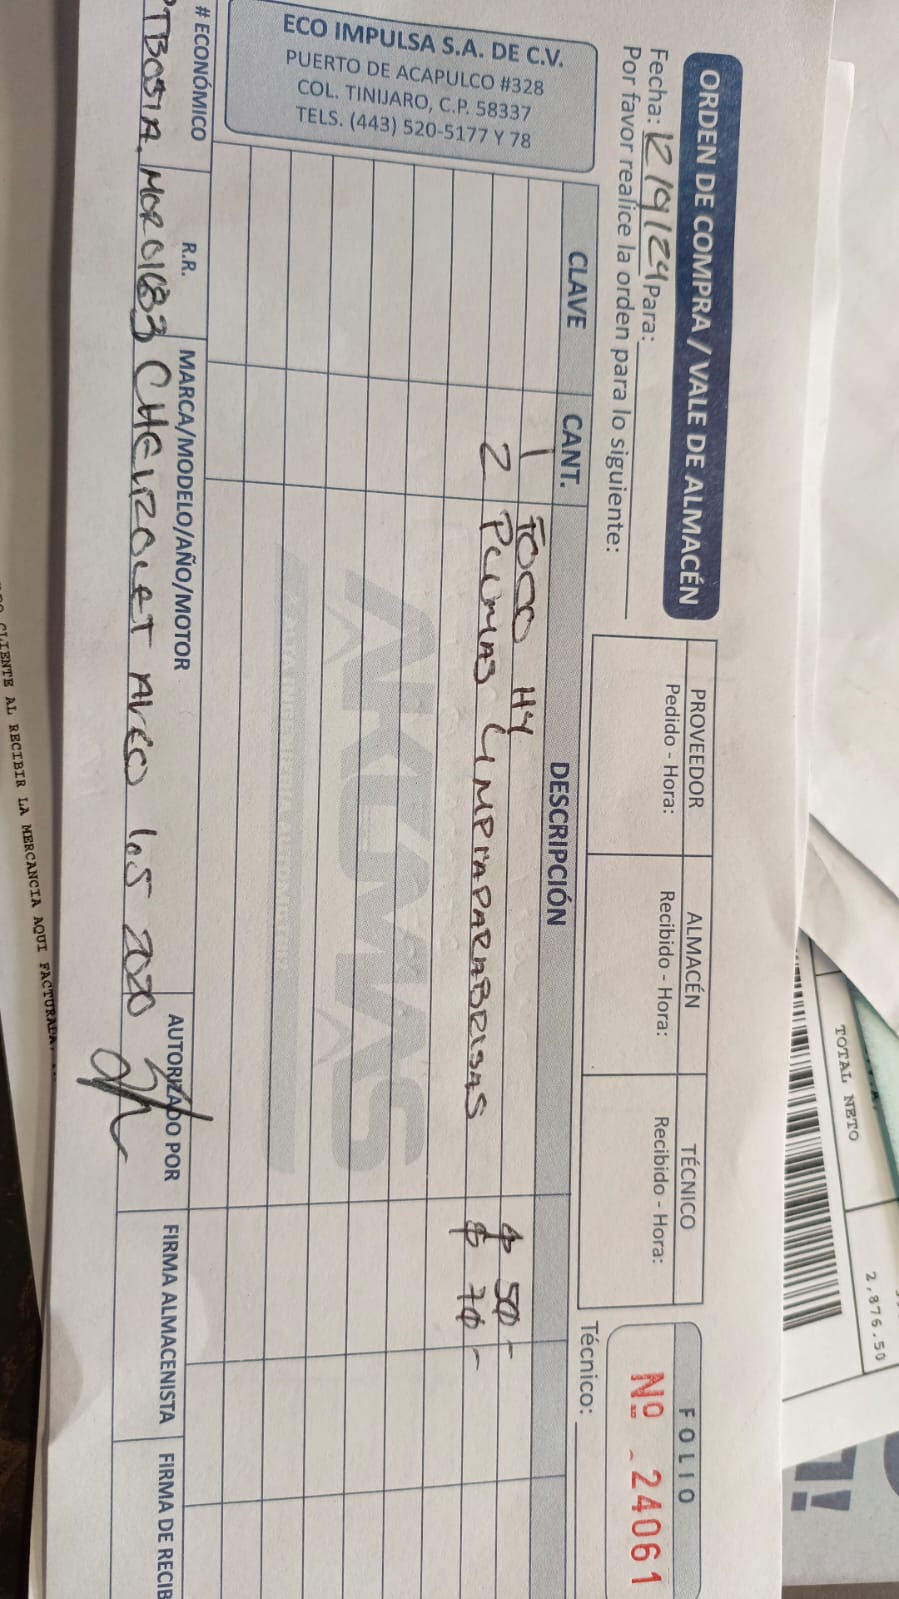 ORDEN DE COMPRA / VALE DE ALMACÉN
Fecha: 12/9/24 Para:
Por favor realice la orden para lo siguiente:
PROVEEDOR
Pedido - Hora:
ALMACÉN
Recibido - Hora:
TÉCNICO
Recibido - Hora:
FOLIO
Nº 24061
Técnico:
ECO IMPULSA S.A. DE C.V.
PUERTO DE ACAPULCO #328
COL. TINIJARO, C.P. 58337
TELS. (443) 520-5177 Y 78
CLAVE CANT. DESCRIPCIÓN
1 FOCO H4 $ 50 -
2 PLUMAS LIMPIAPARABRISAS $ 70 -
AKUMAS
# ECONÓMICO R.R. MARCA/MODELO/AÑO/MOTOR AUTORIZADO POR FIRMA ALMACENISTA FIRMA DE RECIB
MOR01683 CHEVROLET AVEO 2020
CLIENTE AL RECIBIR LA MERCANCIA AQUI FACTURADA,
TOTAL NETO
2,876.50